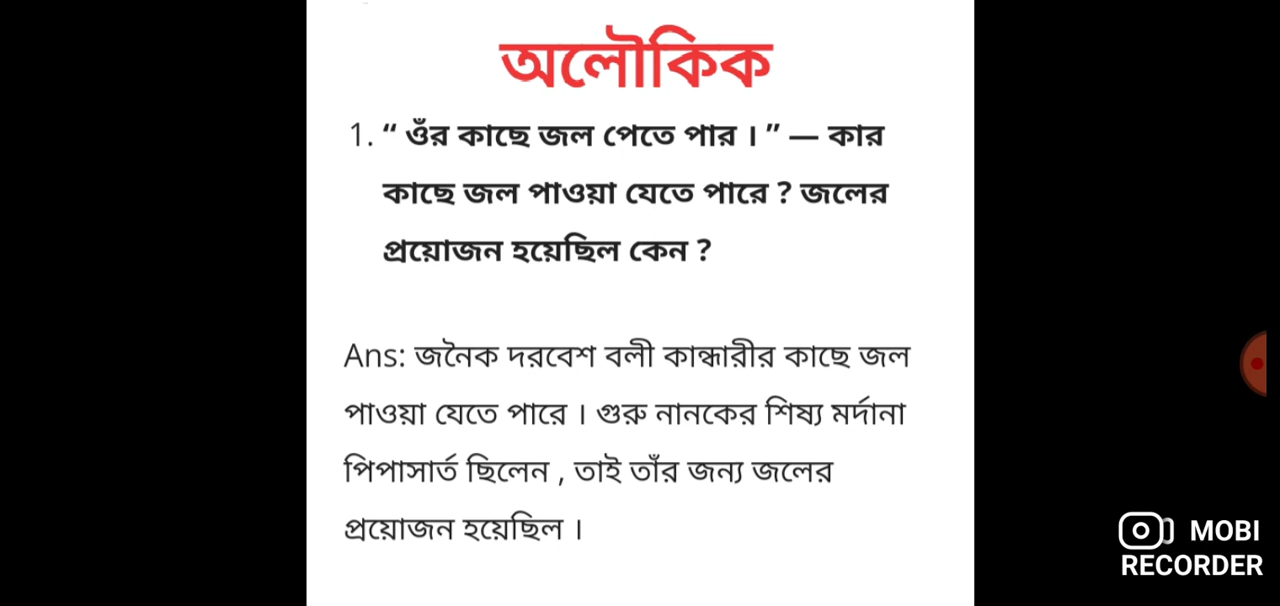 অলৌকিক
1. “ ওঁর কাছে জল পেতে পার । ” — কার
কাছে জল পাওয়া যেতে পারে ? জলের
প্রয়োজন হয়েছিল কেন ?
Ans: জনৈক দরবেশ বলী কান্ধারীর কাছে জল
পাওয়া যেতে পারে । গুরু নানকের শিষ্য মর্দানা
পিপাসার্ত ছিলেন , তাই তাঁর জন্য জলের
প্রয়োজন হয়েছিল ।
MOBI
RECORDER